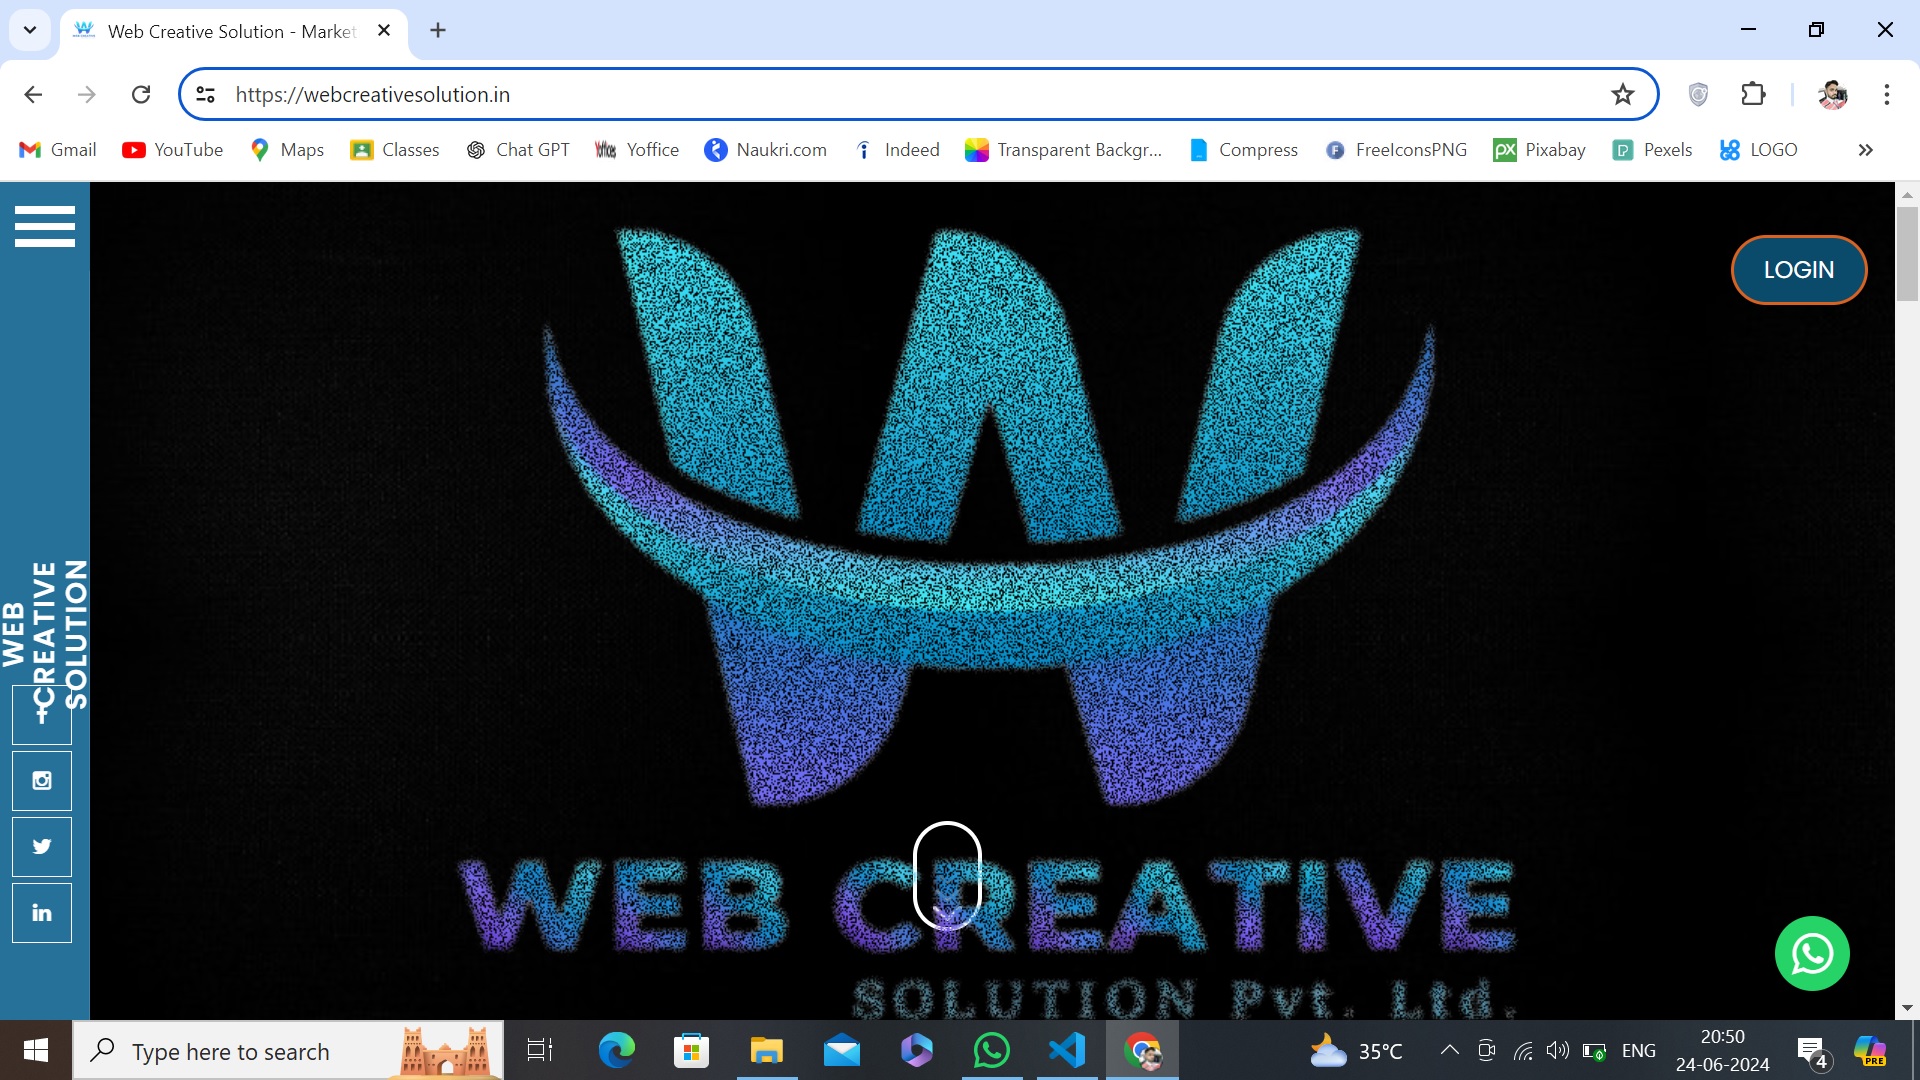 Web Creative Solution - Market
https://webcreativesolution.in
Gmail
YouTube
Maps
Classes
Chat GPT
Yoffice
Naukri.com
Indeed
Transparent Backgr...
Compress
FreeIconsPNG
Pixabay
Pexels
LOGO
LOGIN
WEB
CREATIVE
SOLUTION
WEB CREATIVE
SOLUTION Pvt. Ltd.
Type here to search
35°C
ENG
20:50
24-06-2024
4
PRE